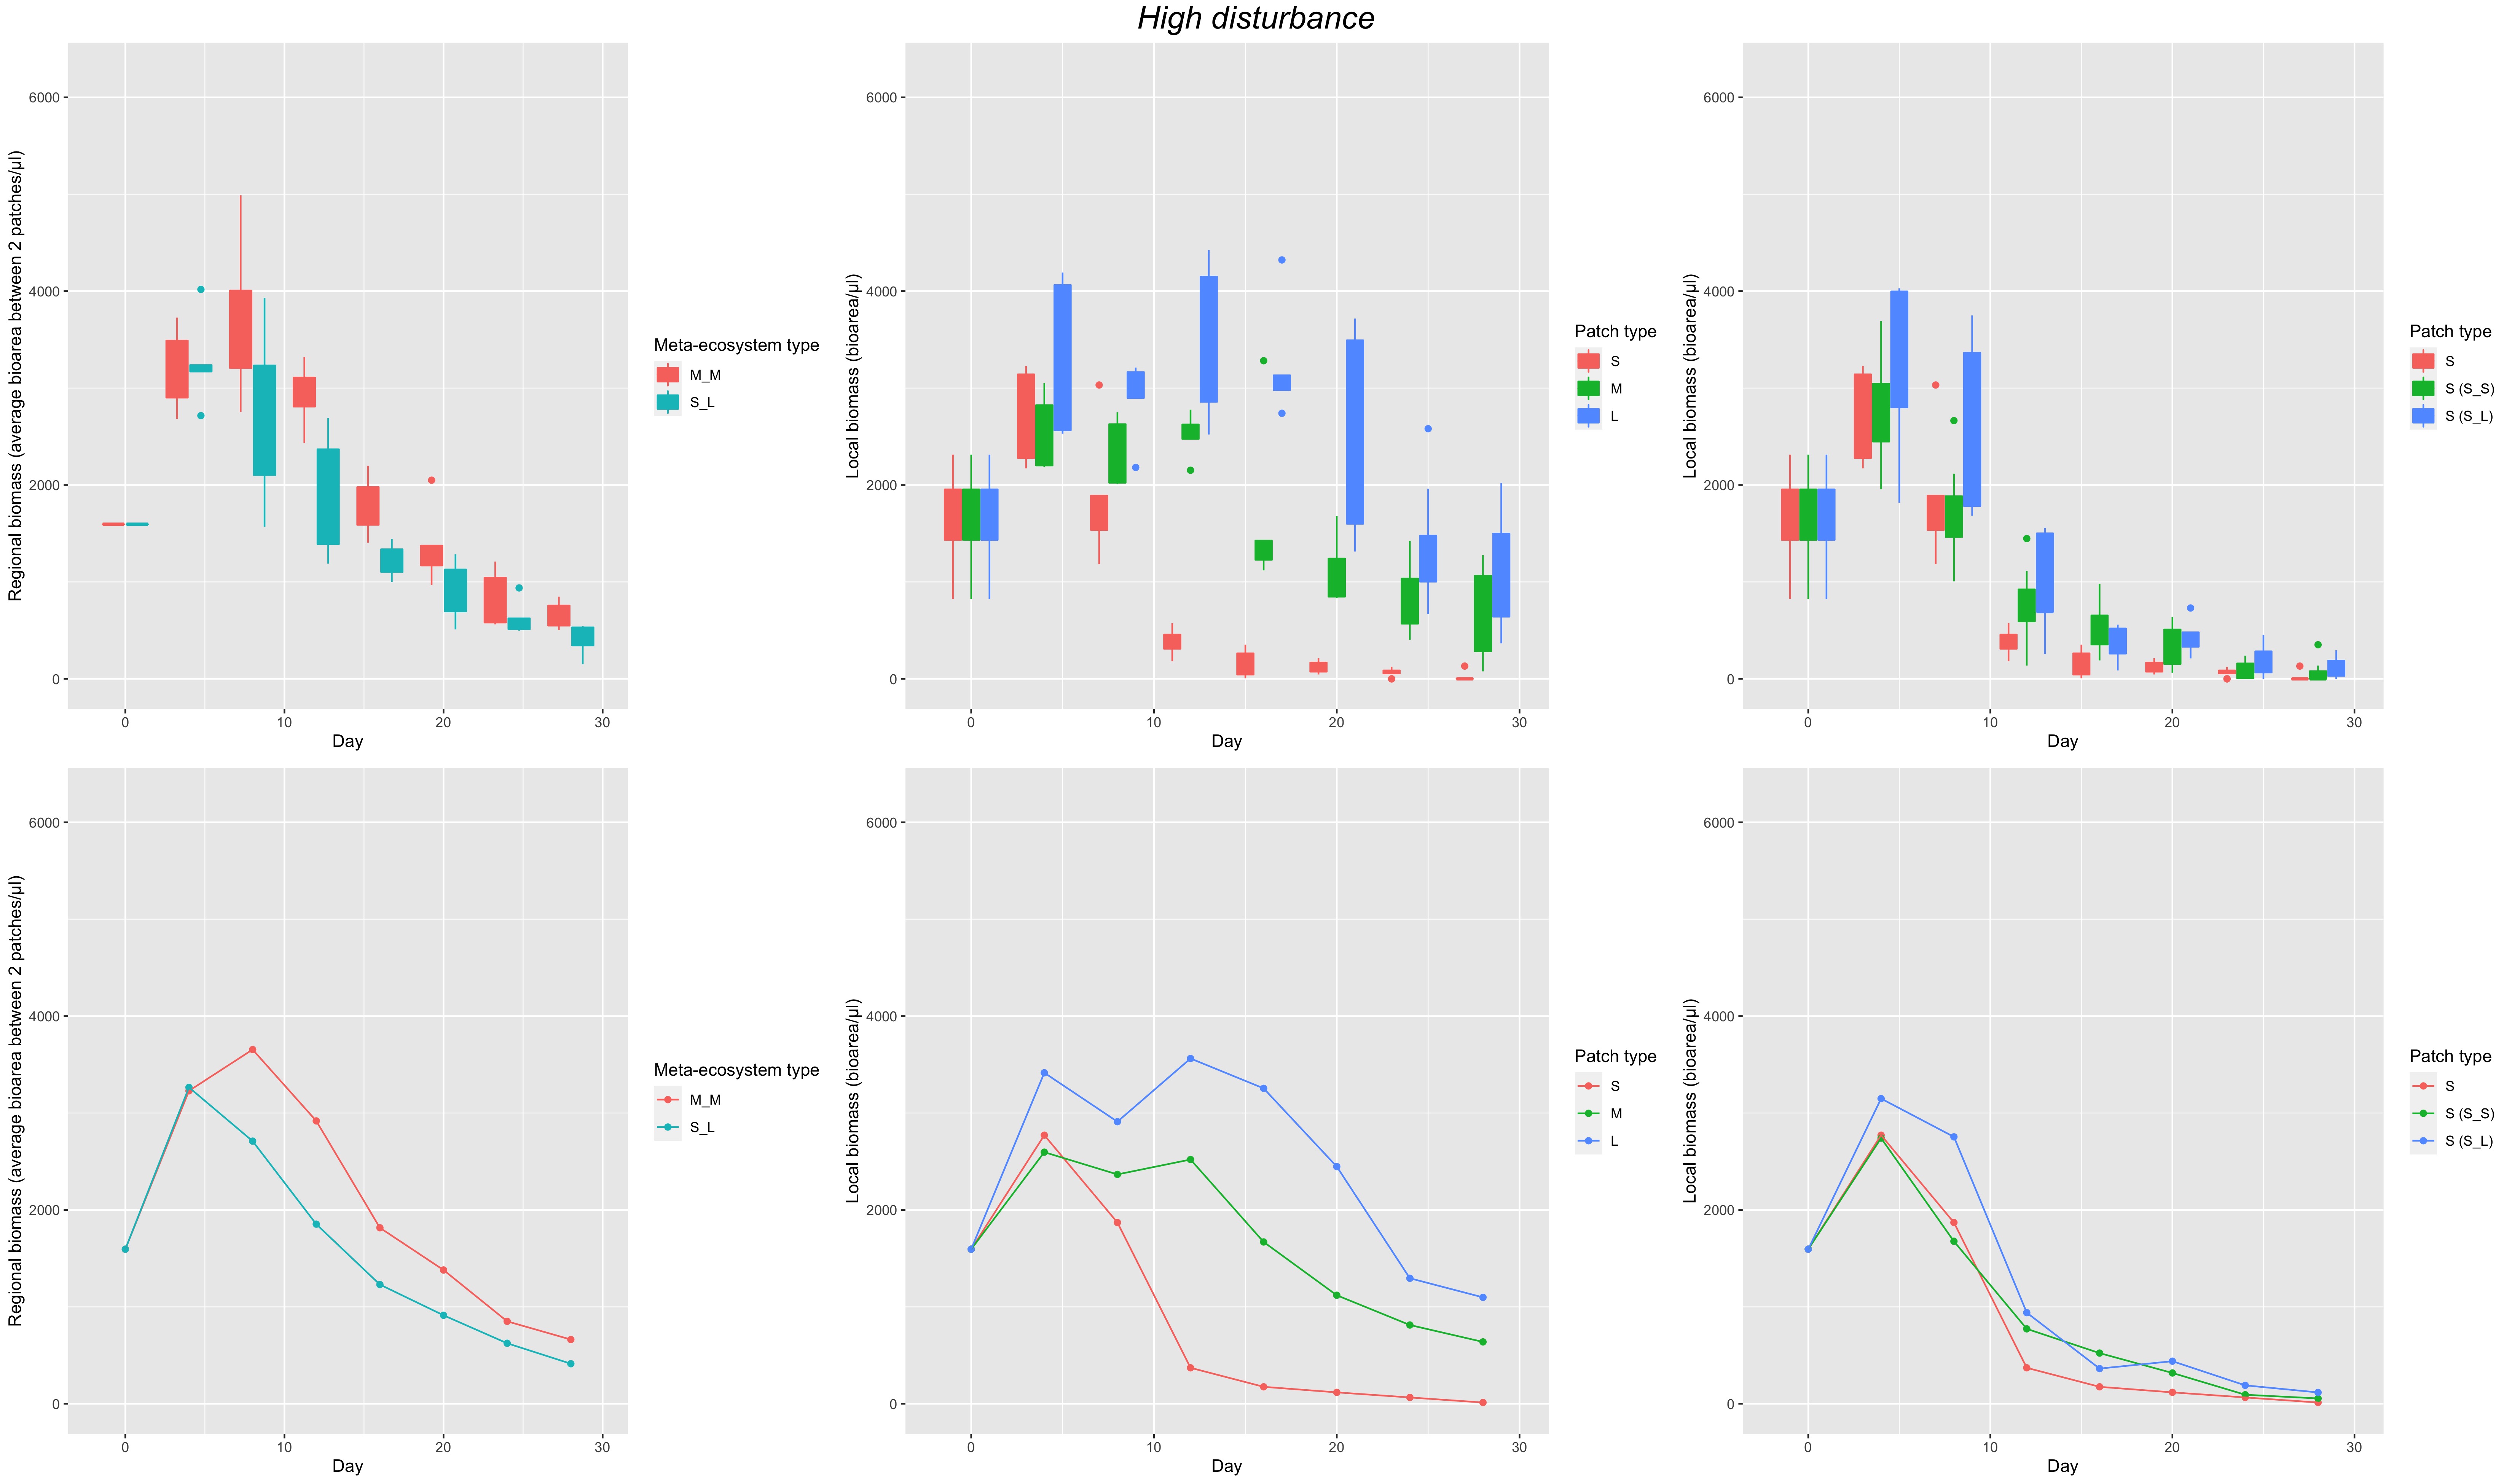 High disturbance
Regional biomass (average bioarea between 2 patches/µl)
6000
4000
2000
0
0 10 20 30
Day
Meta-ecosystem type
M_M
S_L
Local biomass (bioarea/µl)
6000
4000
2000
0
0 10 20 30
Day
Patch type
S
M
L
Local biomass (bioarea/µl)
6000
4000
2000
0
0 10 20 30
Day
Patch type
S
S (S_S)
S (S_L)
Regional biomass (average bioarea between 2 patches/µl)
6000
4000
2000
0
0 10 20 30
Day
Meta-ecosystem type
M_M
S_L
Local biomass (bioarea/µl)
6000
4000
2000
0
0 10 20 30
Day
Patch type
S
M
L
Local biomass (bioarea/µl)
6000
4000
2000
0
0 10 20 30
Day
Patch type
S
S (S_S)
S (S_L)